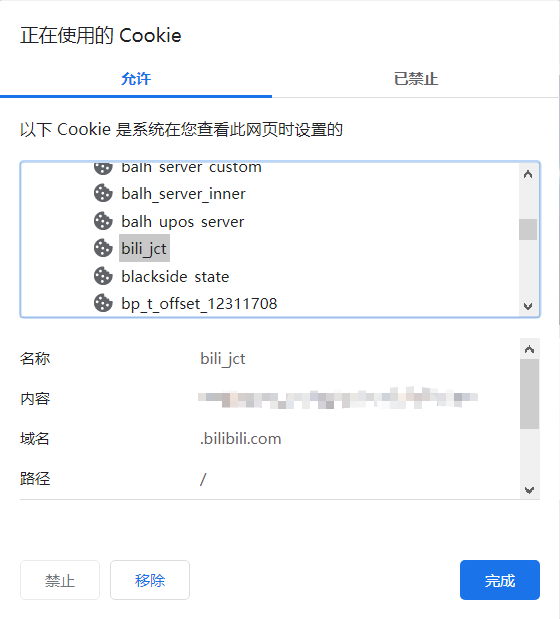 正在使用的 Cookie
允许 已禁止
以下 Cookie 是系统在您查看此网页时设置的
balh_server_custom
balh_server_inner
balh_upos_server
bili_jct
blackside_state
bp_t_offset_12311708
名称 bili_jct
内容
域名 .bilibili.com
路径 /
禁止 移除 完成